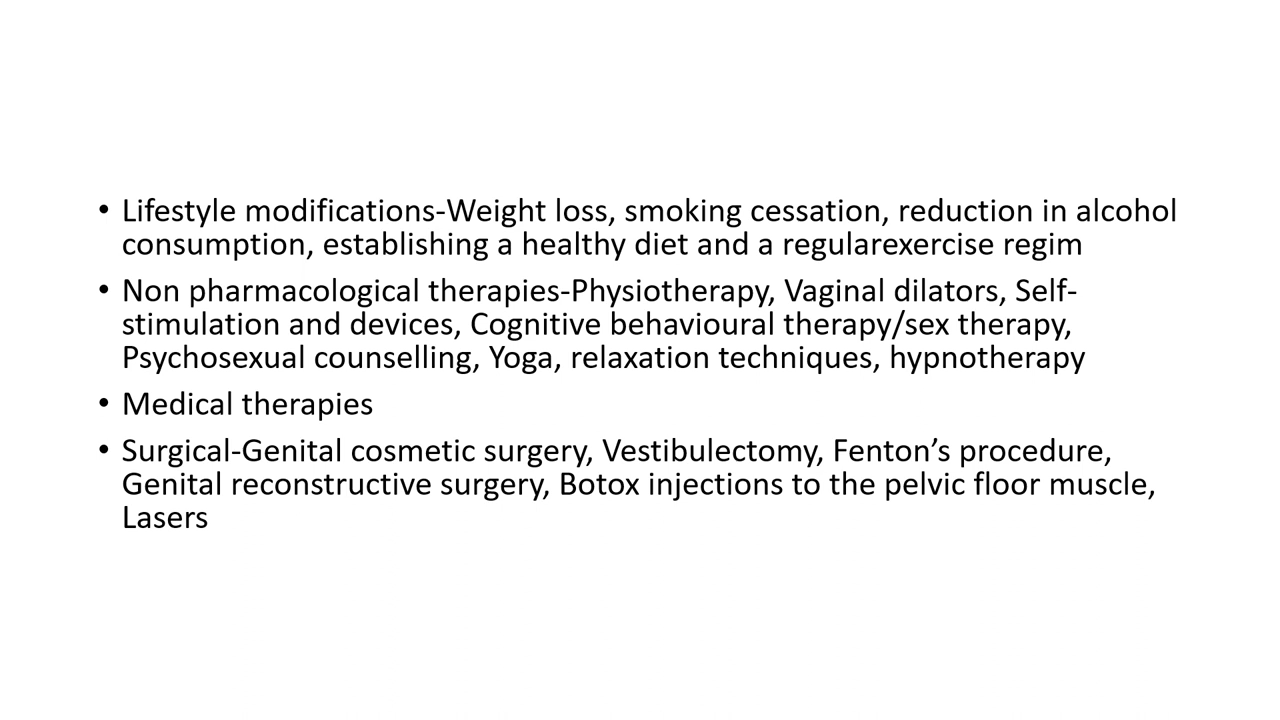 • Lifestyle modifications-Weight loss, smoking cessation, reduction in alcohol
consumption, establishing a healthy diet and a regularexercise regim
• Non pharmacological therapies-Physiotherapy, Vaginal dilators, Self-
stimulation and devices, Cognitive behavioural therapy/sex therapy,
Psychosexual counselling, Yoga, relaxation techniques, hypnotherapy
• Medical therapies
• Surgical-Genital cosmetic surgery, Vestibulectomy, Fenton’s procedure,
Genital reconstructive surgery, Botox injections to the pelvic floor muscle,
Lasers